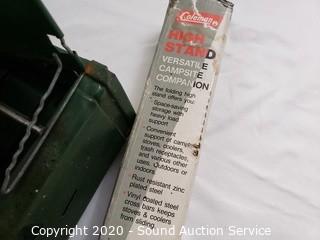 Coleman
HIGH
STAND
VERSATILE
CAMPSITE
COMPANION
The folding high
stand offers you:
• Space-saving
storage with
heavy load
support
• Convenient
support of camp
stoves, coolers,
trash receptacles,
and various other
uses. Outdoors or
indoors.
• Rust resistant zinc
plated steel
• Vinyl coated steel
cross bars keeps
stoves & coolers
from sliding
Copyright 2020 - Sound Auction Service